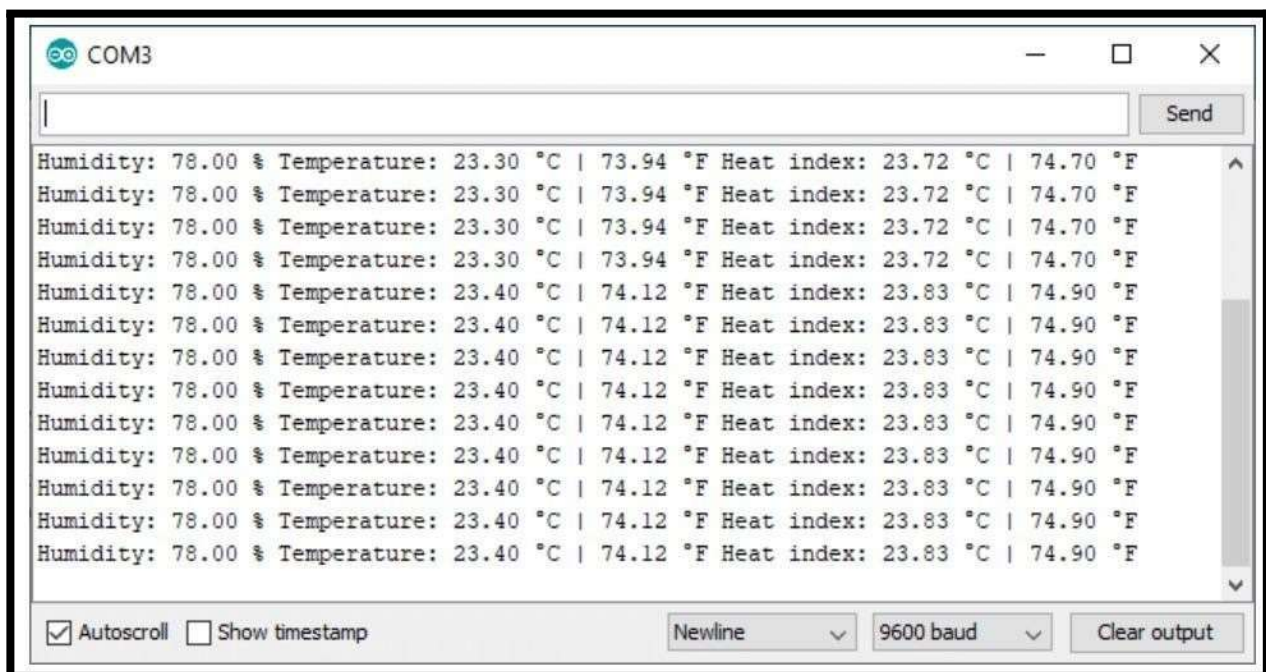 COM3
Send
Humidity: 78.00 % Temperature: 23.30 °C | 73.94 °F Heat index: 23.72 °C | 74.70 °F
Humidity: 78.00 % Temperature: 23.30 °C | 73.94 °F Heat index: 23.72 °C | 74.70 °F
Humidity: 78.00 % Temperature: 23.30 °C | 73.94 °F Heat index: 23.72 °C | 74.70 °F
Humidity: 78.00 % Temperature: 23.30 °C | 73.94 °F Heat index: 23.72 °C | 74.70 °F
Humidity: 78.00 % Temperature: 23.40 °C | 74.12 °F Heat index: 23.83 °C | 74.90 °F
Humidity: 78.00 % Temperature: 23.40 °C | 74.12 °F Heat index: 23.83 °C | 74.90 °F
Humidity: 78.00 % Temperature: 23.40 °C | 74.12 °F Heat index: 23.83 °C | 74.90 °F
Humidity: 78.00 % Temperature: 23.40 °C | 74.12 °F Heat index: 23.83 °C | 74.90 °F
Humidity: 78.00 % Temperature: 23.40 °C | 74.12 °F Heat index: 23.83 °C | 74.90 °F
Humidity: 78.00 % Temperature: 23.40 °C | 74.12 °F Heat index: 23.83 °C | 74.90 °F
Humidity: 78.00 % Temperature: 23.40 °C | 74.12 °F Heat index: 23.83 °C | 74.90 °F
Humidity: 78.00 % Temperature: 23.40 °C | 74.12 °F Heat index: 23.83 °C | 74.90 °F
Humidity: 78.00 % Temperature: 23.40 °C | 74.12 °F Heat index: 23.83 °C | 74.90 °F
Autoscroll Show timestamp Newline 9600 baud Clear output